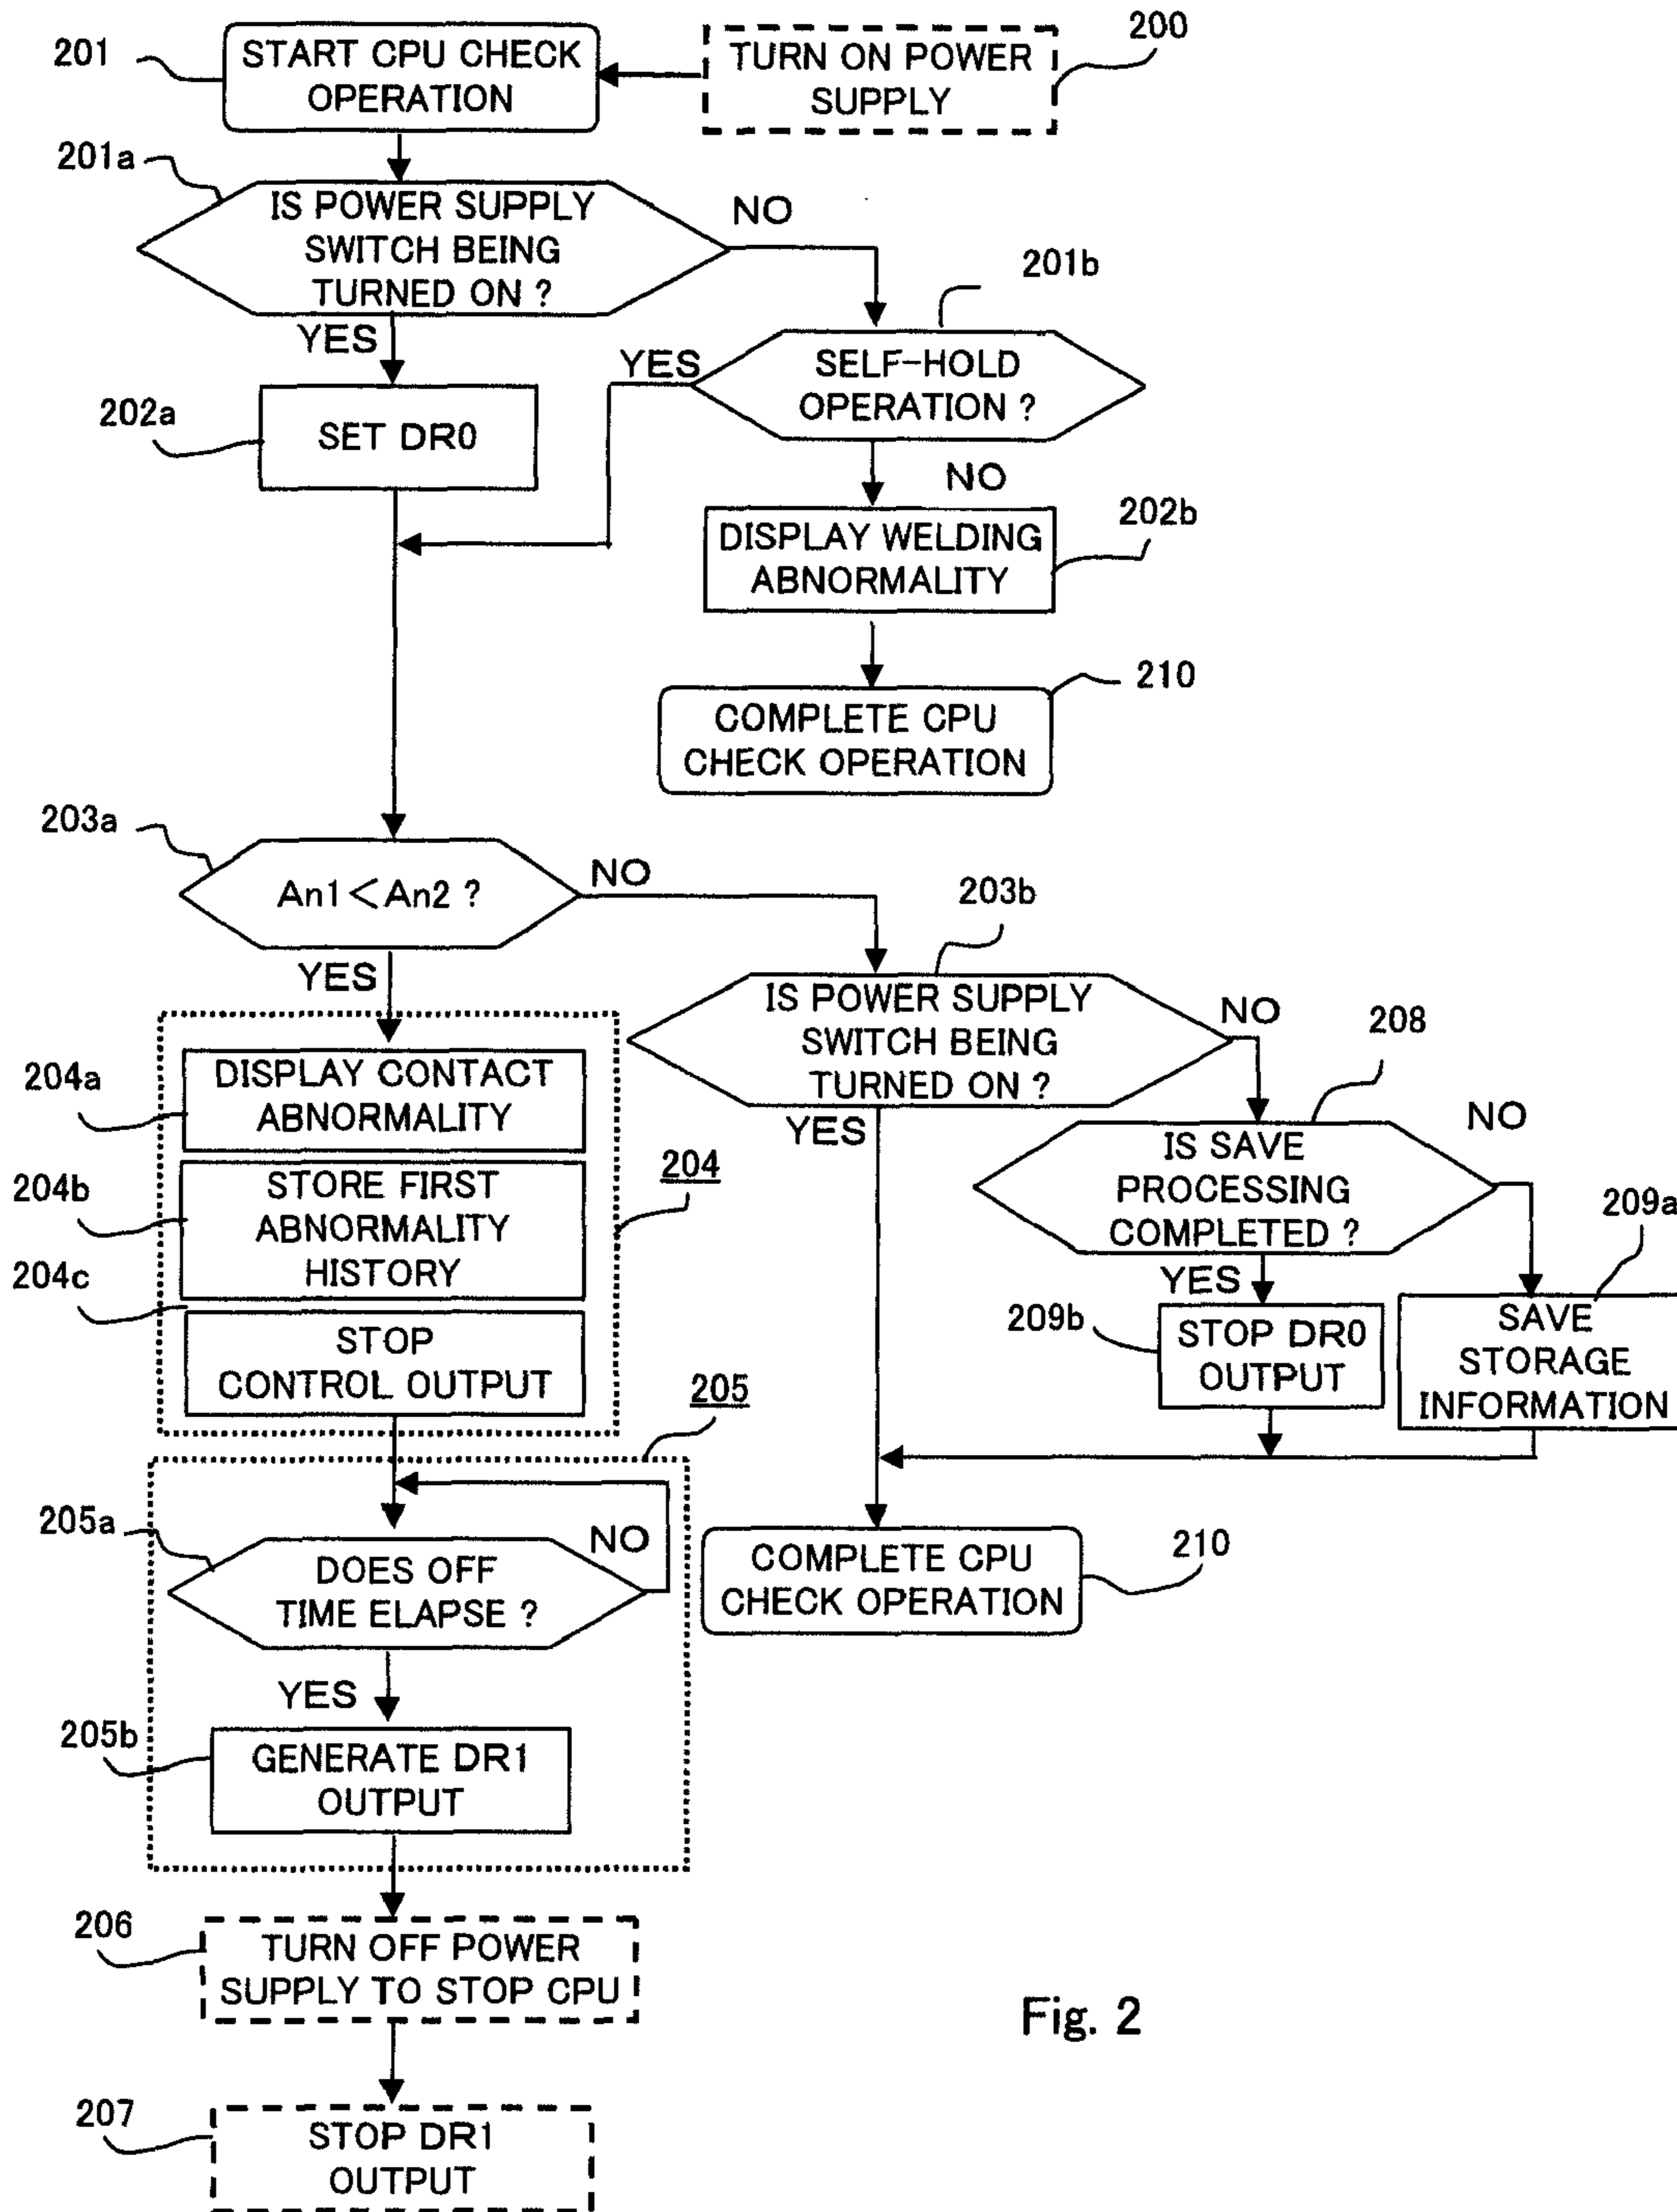 201
START CPU CHECK
OPERATION
TURN ON POWER
SUPPLY
200
201a
IS POWER SUPPLY
SWITCH BEING
TURNED ON ?
NO
YES
201b
SELF-HOLD
OPERATION ?
YES
NO
202a
SET DR0
DISPLAY WELDING
ABNORMALITY
202b
COMPLETE CPU
CHECK OPERATION
210
203a
An1<An2 ?
NO
YES
203b
IS POWER SUPPLY
SWITCH BEING
TURNED ON ?
NO
YES
204a
DISPLAY CONTACT
ABNORMALITY
204b
STORE FIRST
ABNORMALITY
HISTORY
204
204c
STOP
CONTROL OUTPUT
208
IS SAVE
PROCESSING
COMPLETED ?
NO
YES
209a
SAVE
STORAGE
INFORMATION
209b
STOP DR0
OUTPUT
205
205a
DOES OFF
TIME ELAPSE ?
NO
YES
COMPLETE CPU
CHECK OPERATION
210
205b
GENERATE DR1
OUTPUT
206
TURN OFF POWER
SUPPLY TO STOP CPU
207
STOP DR1
OUTPUT
Fig. 2